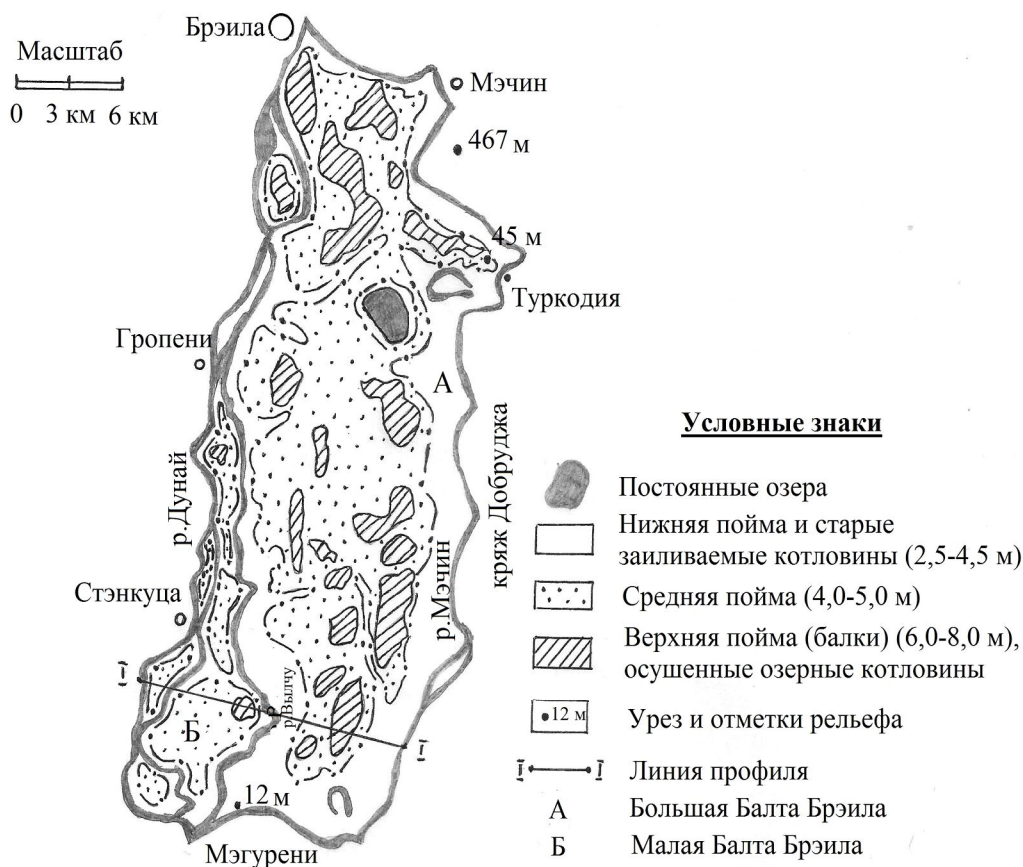 Брэила
Масштаб
0 3 км 6 км
Мэчин
467 м
45 м
Туркодия
Гропени
А
р.Дунай
кряж Добруджа
р.Мэчин
Стэнкуца
I
р.Вылчу
Б
I
12 м
Мэгурени
Условные знаки
Постоянные озера
Нижняя пойма и старые
заиливаемые котловины (2,5-4,5 м)
Средняя пойма (4,0-5,0 м)
Верхняя пойма (балки) (6,0-8,0 м),
осушенные озерные котловины
12 м Урез и отметки рельефа
I I Линия профиля
А Большая Балта Брэила
Б Малая Балта Брэила